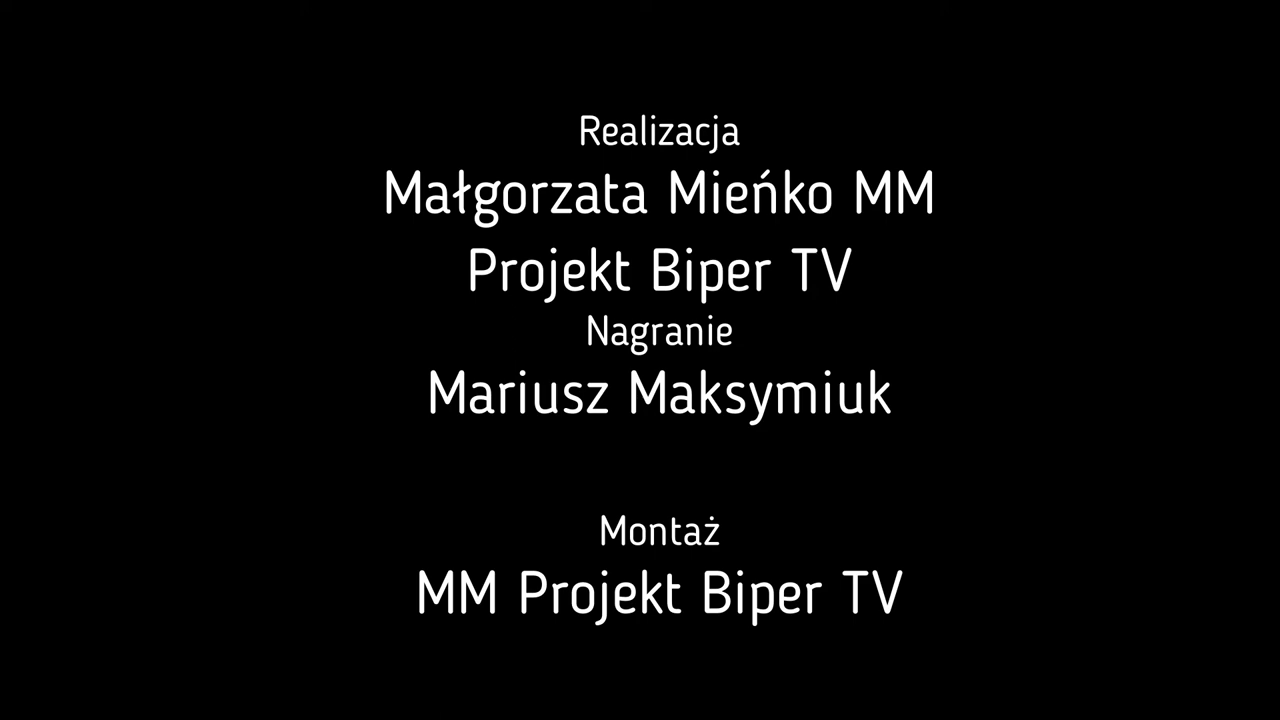 Realizacja
Małgorzata Mieńko MM
Projekt Biper TV
Nagranie
Mariusz Maksymiuk
Montaż
MM Projekt Biper TV